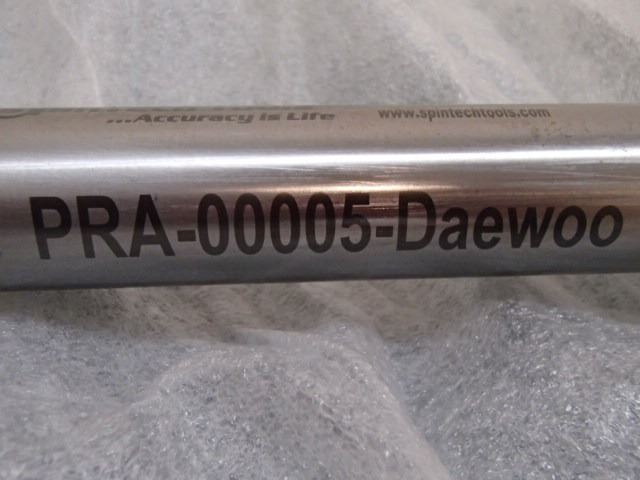 ...Accuracy is Life
www.spintechtools.com
PRA-00005-Daewoo